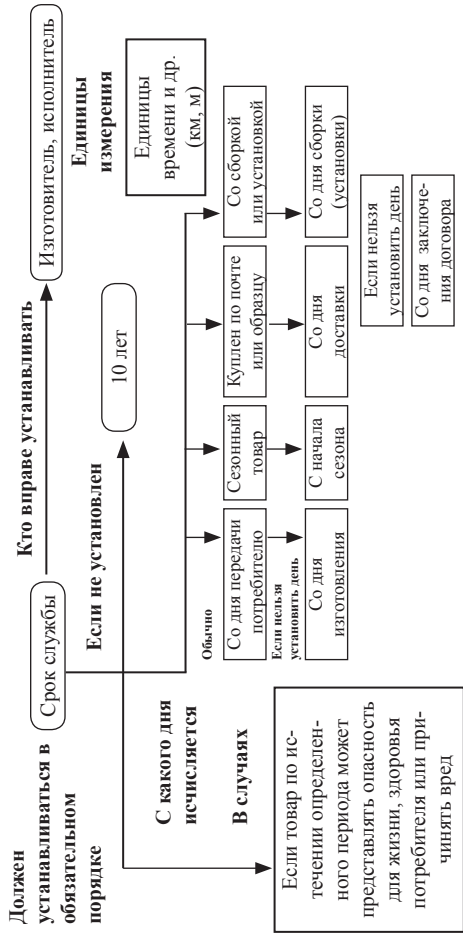 Должен
устанавливаться в
обязательном
порядке
Срок службы
Кто вправе устанавливать
Изготовитель, исполнитель
Если не установлен
10 лет
Единицы
измерения
Единицы
времени и др.
(км, м)
С какого дня
исчисляется
Обычно
Со дня передачи
потребителю
Если нельзя
установить день
Со дня
изготовления
Сезонный
товар
С начала
сезона
Куплен по почте
или образцу
Со дня
доставки
Со сборкой
или установкой
Со дня сборки
(установки)
Если нельзя
установить день
Со дня заключе-
ния договора
В случаях
Если товар по ис-
течении определен-
ного периода может
представлять опасность
для жизни, здоровья
потребителя или при-
чинять вред